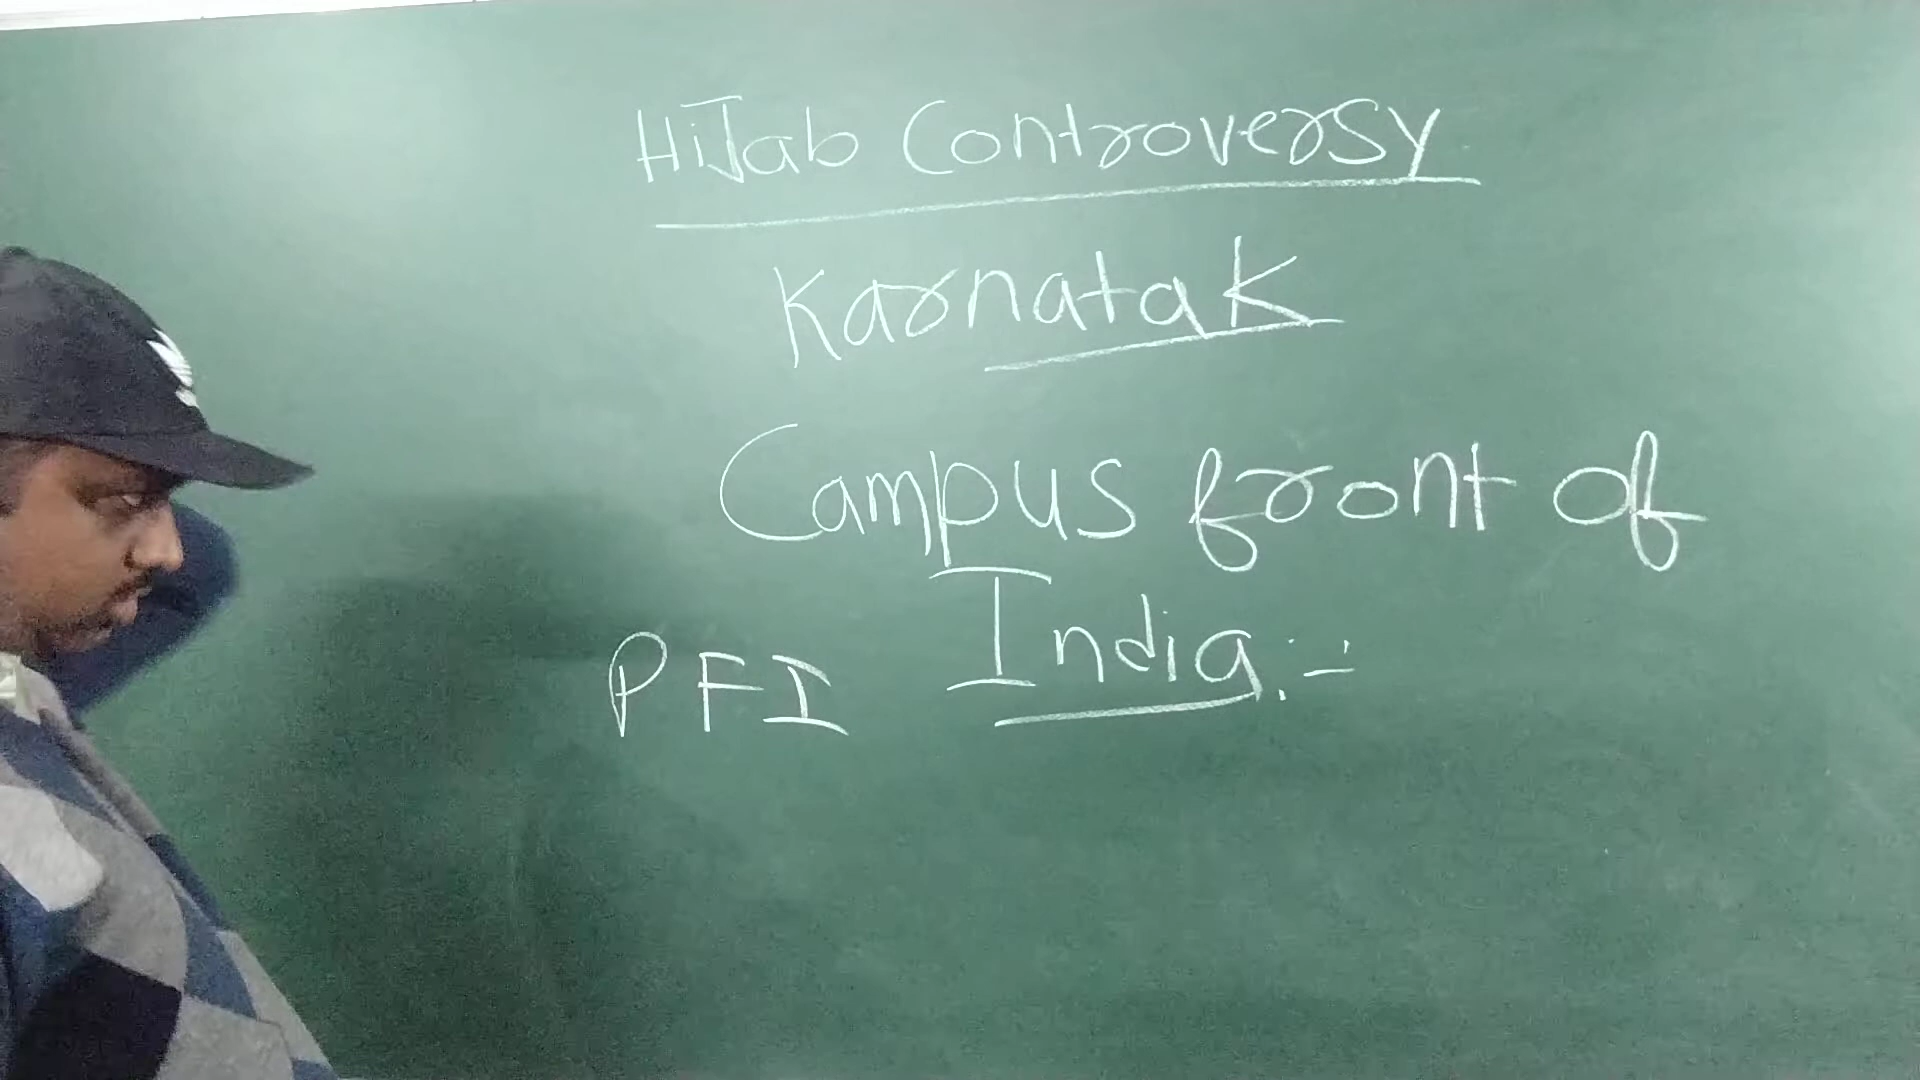 HiJab Controversy
Karnatak
Campus front of
India :-
PFI